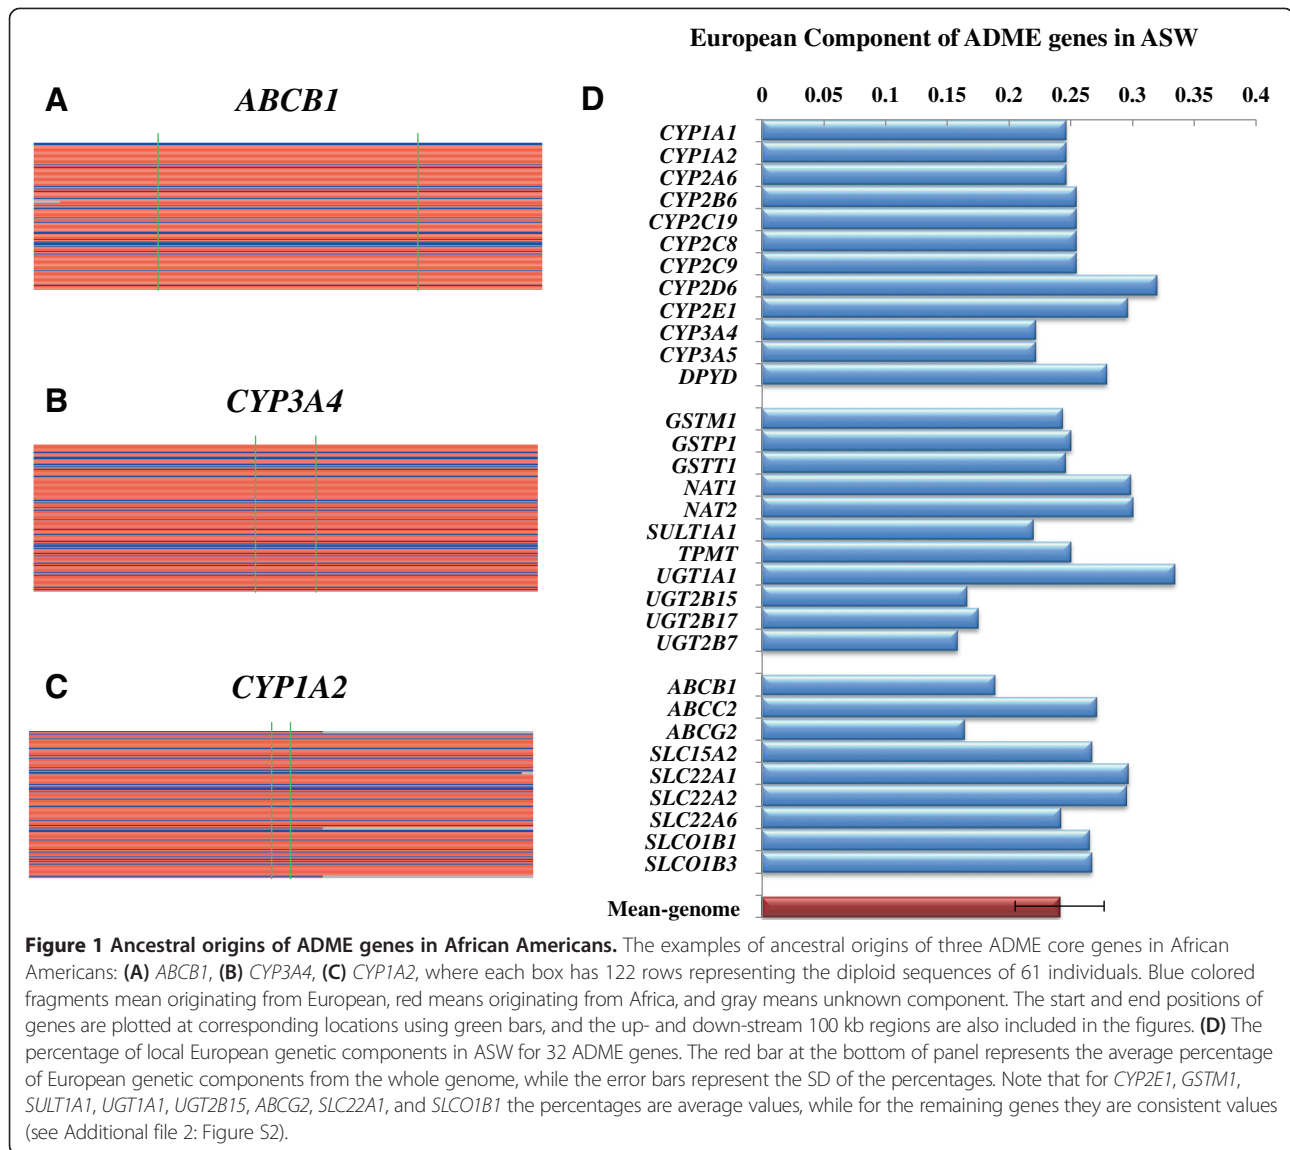 European Component of ADME genes in ASW
A
ABCB1
B
CYP3A4
C
CYP1A2
D
0 0.05 0.1 0.15 0.2 0.25 0.3 0.35 0.4
CYP1A1
CYP1A2
CYP2A6
CYP2B6
CYP2C19
CYP2C8
CYP2C9
CYP2D6
CYP2E1
CYP3A4
CYP3A5
DPYD
GSTM1
GSTP1
GSTT1
NAT1
NAT2
SULT1A1
TPMT
UGT1A1
UGT2B15
UGT2B17
UGT2B7
ABCB1
ABCC2
ABCG2
SLC15A2
SLC22A1
SLC22A2
SLC22A6
SLCO1B1
SLCO1B3
Mean-genome
Figure 1 Ancestral origins of ADME genes in African Americans. The examples of ancestral origins of three ADME core genes in African
Americans: (A) ABCB1, (B) CYP3A4, (C) CYP1A2, where each box has 122 rows representing the diploid sequences of 61 individuals. Blue colored
fragments mean originating from European, red means originating from Africa, and gray means unknown component. The start and end positions of
genes are plotted at corresponding locations using green bars, and the up- and down-stream 100 kb regions are also included in the figures. (D) The
percentage of local European genetic components in ASW for 32 ADME genes. The red bar at the bottom of panel represents the average percentage
of European genetic components from the whole genome, while the error bars represent the SD of the percentages. Note that for CYP2E1, GSTM1,
SULT1A1, UGT1A1, UGT2B15, ABCG2, SLC22A1, and SLCO1B1 the percentages are average values, while for the remaining genes they are consistent values
(see Additional file 2: Figure S2).